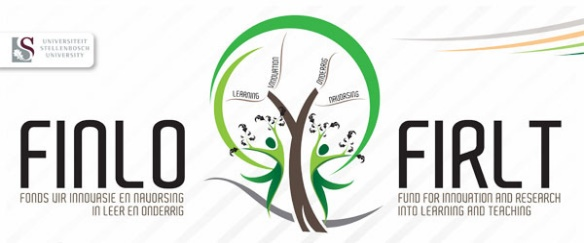 UNIVERSITEIT
STELLENBOSCH
UNIVERSITY
LEARNING
INNOVATION
ONDERRIG
NAVORSING
FINLO
FONDS VIR INNOVASIE EN NAVORSING
IN LEER EN ONDERRIG
FIRLT
FUND FOR INNOVATION AND RESEARCH
INTO LEARNING AND TEACHING